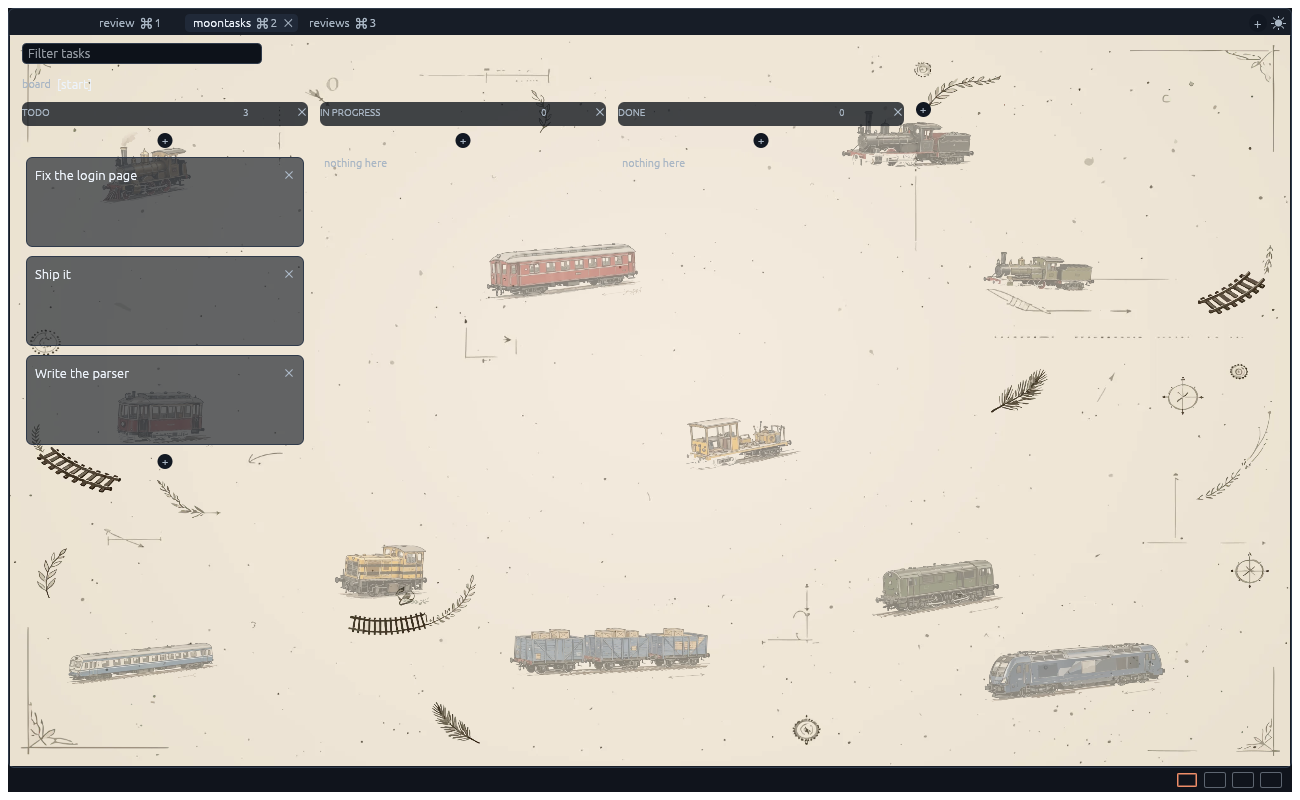 review ⌘1 moontasks ⌘2 × reviews ⌘3 +
Filter tasks
board [start]
TODO 3 × IN PROGRESS 0 × DONE 0 × +
+ + +
nothing here nothing here
Fix the login page ×
Ship it ×
Write the parser ×
+